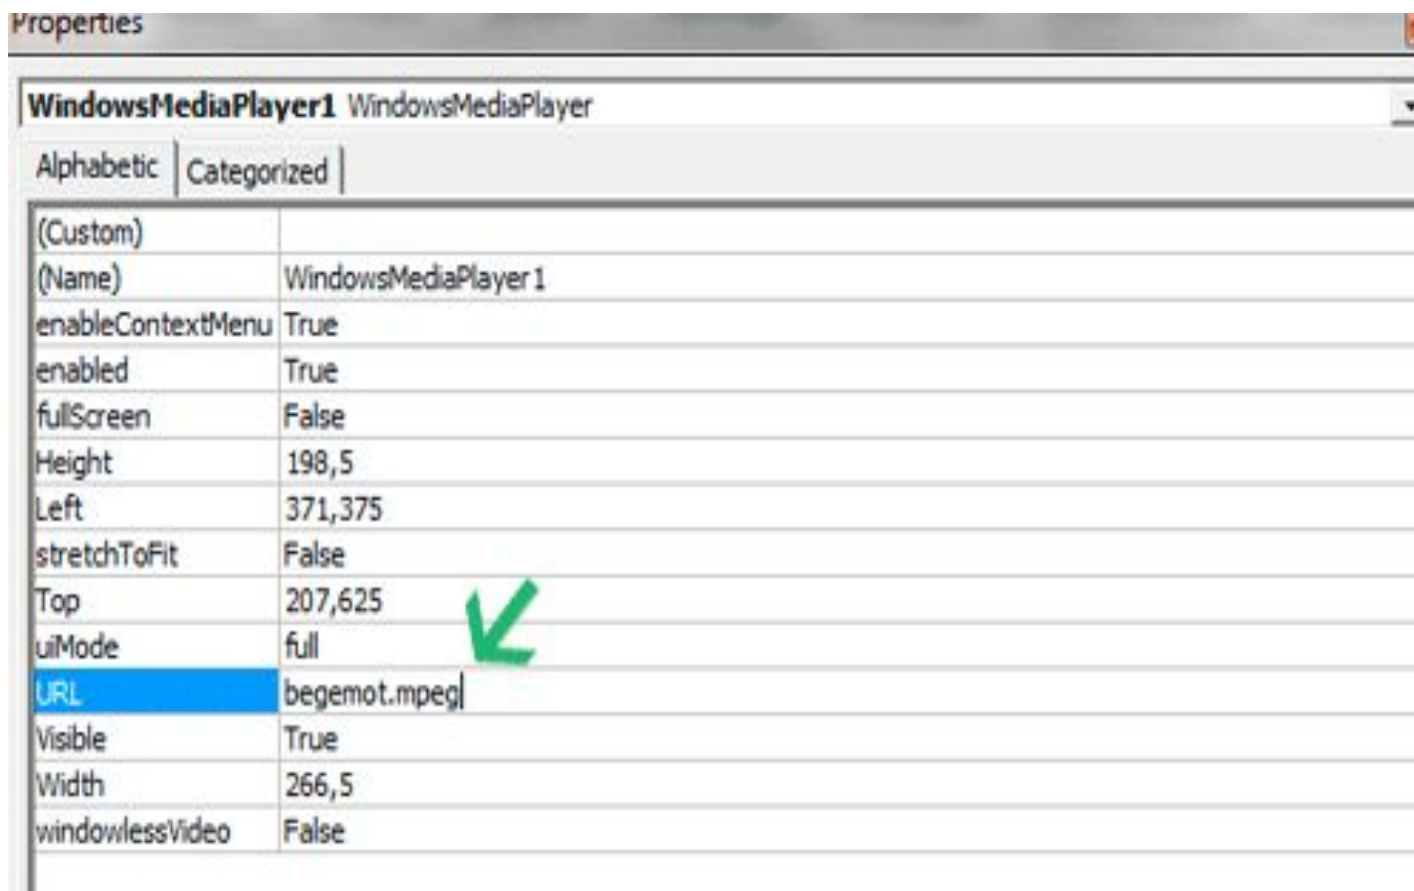 Properties
WindowsMediaPlayer1 WindowsMediaPlayer
Alphabetic Categorized
(Custom)
(Name) WindowsMediaPlayer1
enableContextMenu True
enabled True
fullScreen False
Height 198,5
Left 371,375
stretchToFit False
Top 207,625
uiMode full
URL begemot.mpeg
Visible True
Width 266,5
windowlessVideo False